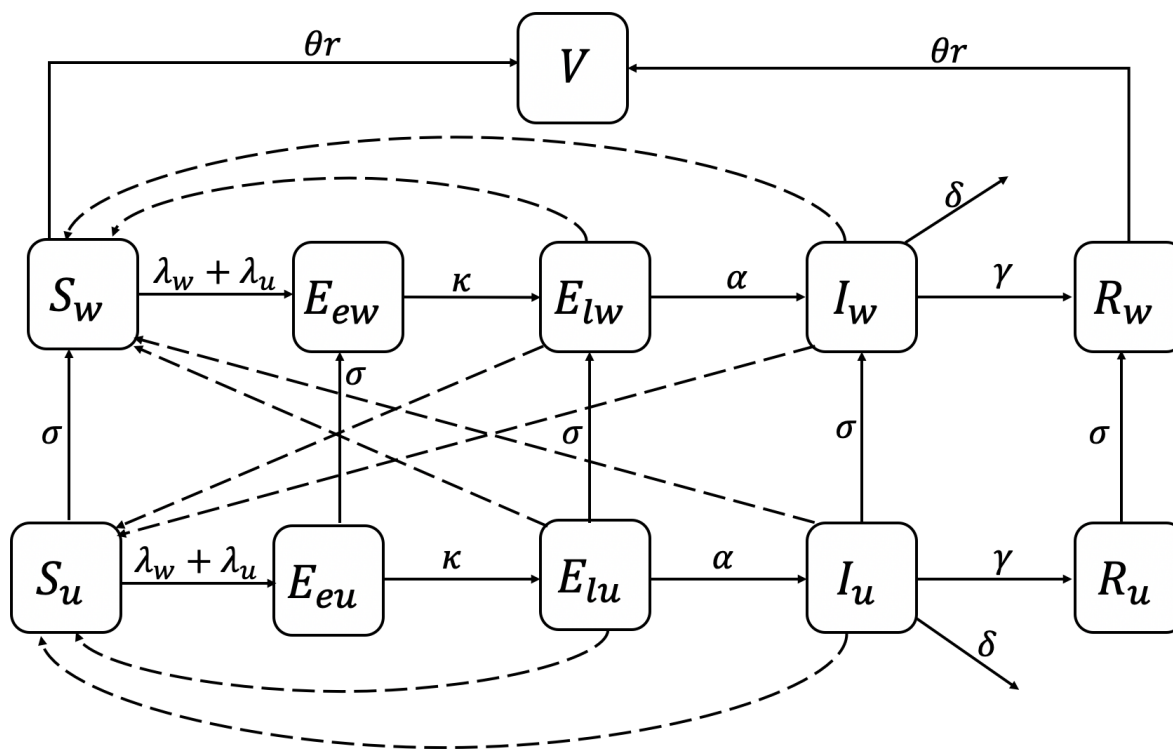 θr V θr
δ
S_w λ_w + λ_u E_ew κ E_lw α I_w γ R_w
σ
σ σ σ σ
S_u λ_w + λ_u E_eu κ E_lu α I_u γ R_u
δ